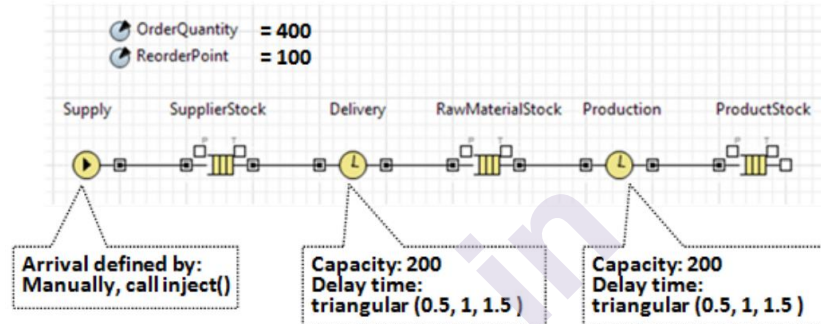 OrderQuantity = 400
ReorderPoint = 100
Supply SupplierStock Delivery RawMaterialStock Production ProductStock
Arrival defined by:
Manually, call inject()
Capacity: 200
Delay time:
triangular (0.5, 1, 1.5 )
Capacity: 200
Delay time:
triangular (0.5, 1, 1.5 )
in